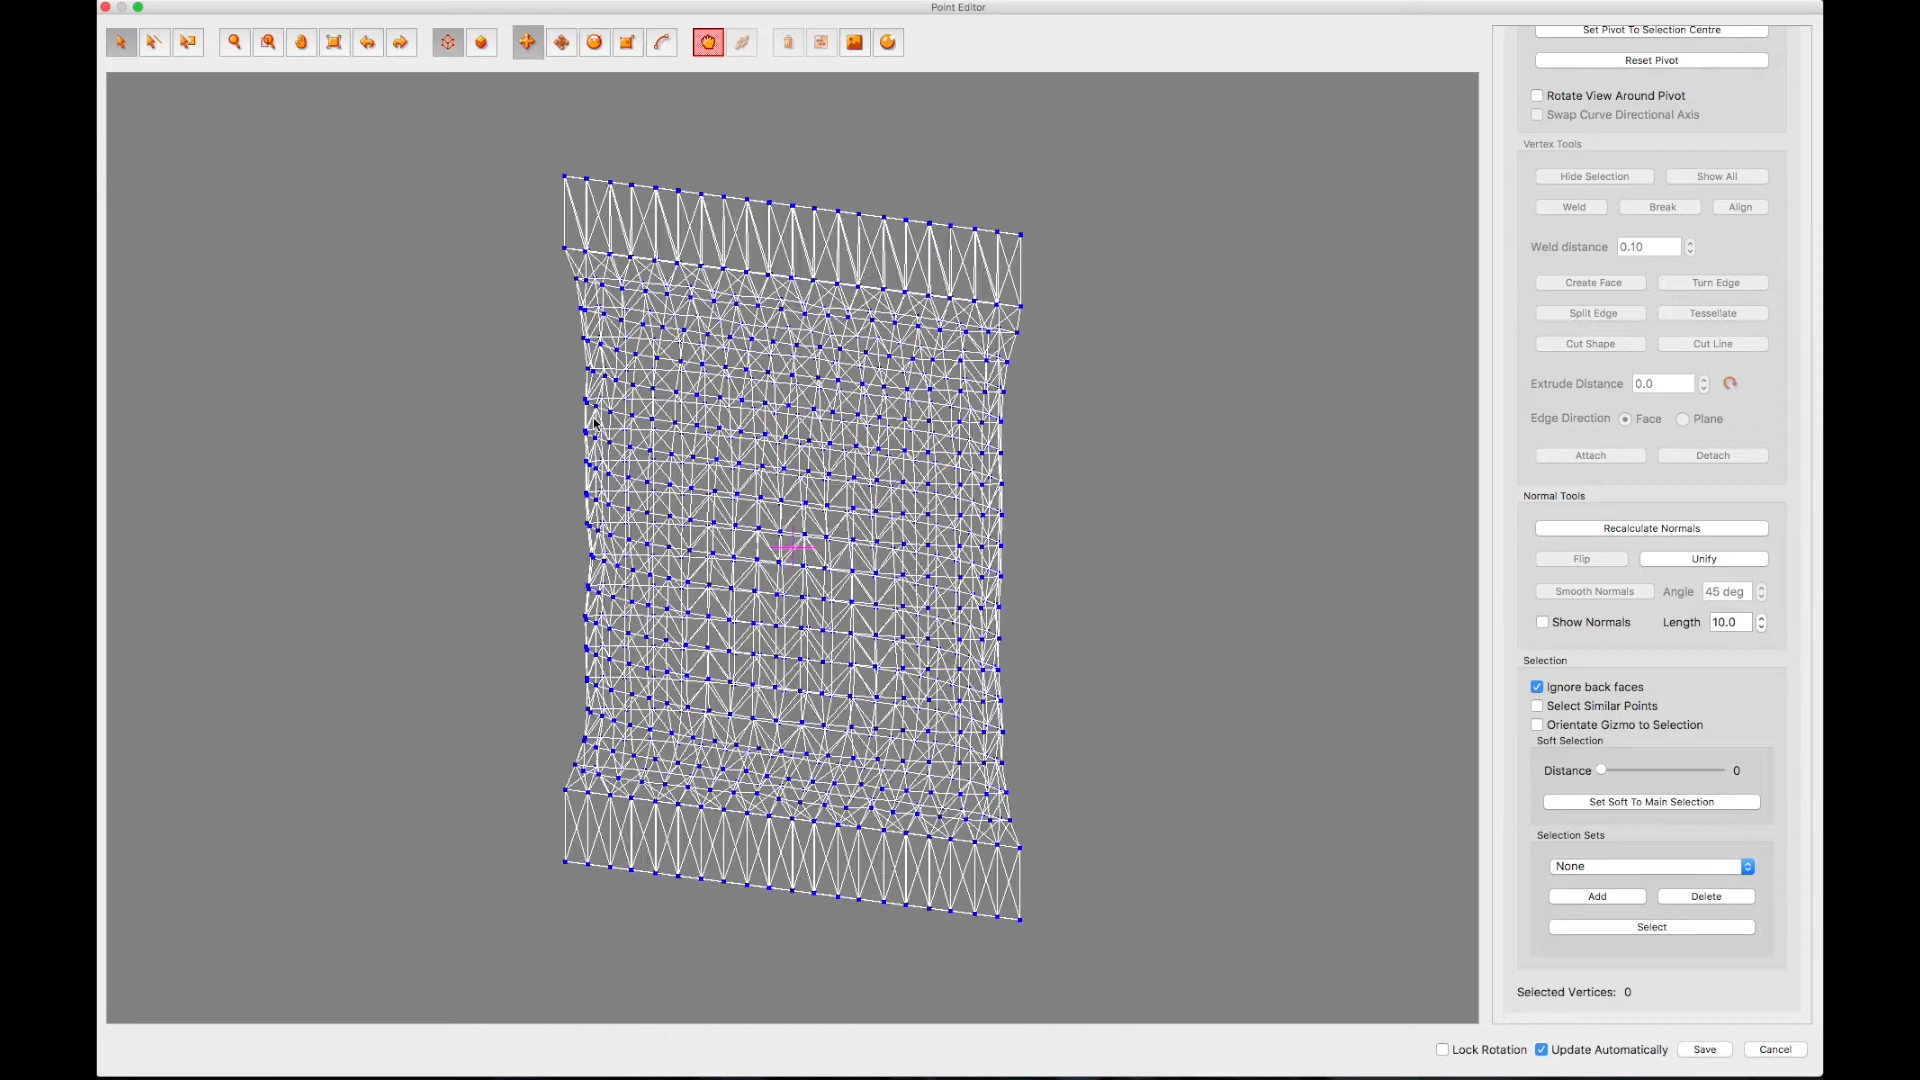 Point Editor
Set Pivot To Selection Centre
Reset Pivot
Rotate View Around Pivot
Swap Curve Directional Axis
Vertex Tools
Hide Selection Show All
Weld Break Align
Weld distance 0.10
Create Face Turn Edge
Split Edge Tessellate
Cut Shape Cut Line
Extrude Distance 0.0
Edge Direction Face Plane
Attach Detach
Normal Tools
Recalculate Normals
Flip Unify
Smooth Normals Angle 45 deg
Show Normals Length 10.0
Selection
Ignore back faces
Select Similar Points
Orientate Gizmo to Selection
Soft Selection
Distance 0
Set Soft To Main Selection
Selection Sets
None
Add Delete
Select
Selected Vertices: 0
Lock Rotation Update Automatically Save Cancel